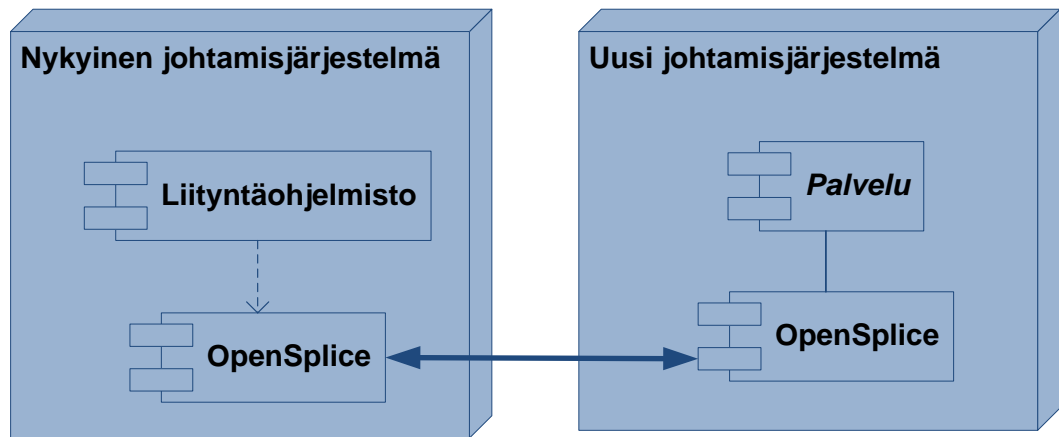 Nykyinen johtamisjärjestelmä
Liityntäohjelmisto
OpenSplice
Uusi johtamisjärjestelmä
Palvelu
OpenSplice